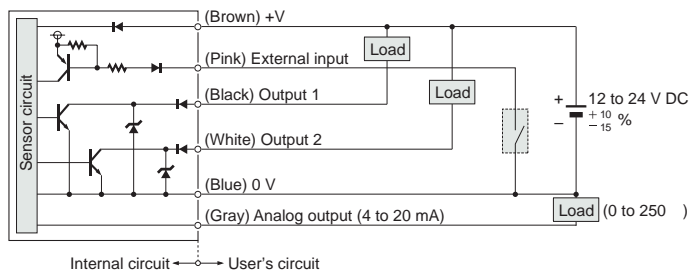 (Brown) +V
Load
(Pink) External input
(Black) Output 1
Load
Sensor circuit
+ 12 to 24 V DC
+ 10
− − 15 %
(White) Output 2
(Blue) 0 V
(Gray) Analog output (4 to 20 mA)
Load (0 to 250 )
Internal circuit User's circuit